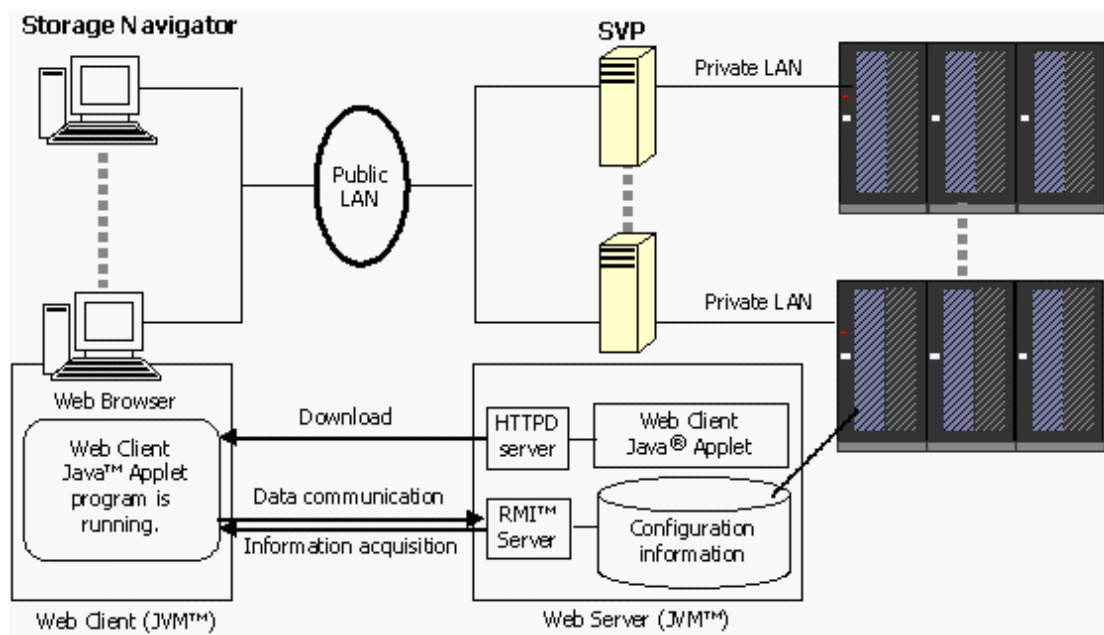 Storage Navigator
SVP
Private LAN
Public
LAN
Private LAN
Web Browser
Web Client
Java™ Applet
program is
running.
Download
HTTPD
server
Web Client
Java® Applet
Data communication
Information acquisition
RMI™
Server
Configuration
information
Web Client (JVM™)
Web Server (JVM™)